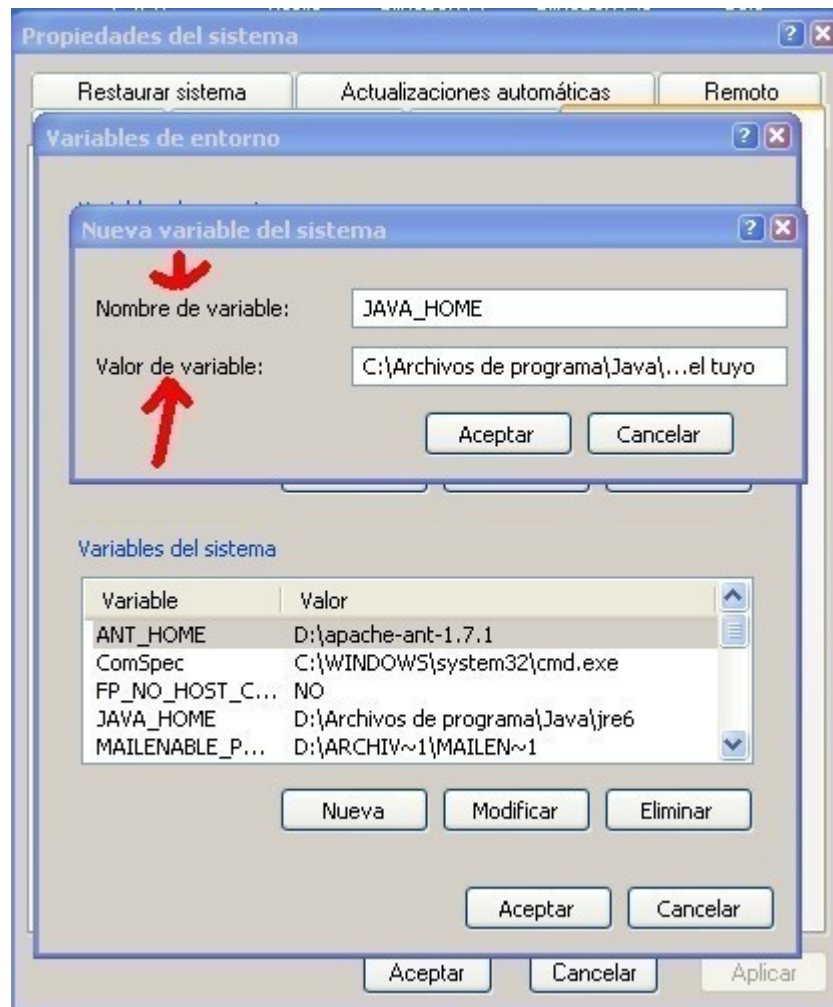 Propiedades del sistema
Restaurar sistema
Actualizaciones automáticas
Remoto
Variables de entorno
Nueva variable del sistema
Nombre de variable:
JAVA_HOME
Valor de variable:
C:\Archivos de programa\Java\...el tuyo
Aceptar
Cancelar
Variables del sistema
Variable
Valor
ANT_HOME D:\apache-ant-1.7.1
ComSpec C:\WINDOWS\system32\cmd.exe
FP_NO_HOST_C... NO
JAVA_HOME D:\Archivos de programa\Java\jre6
MAILENABLE_P... D:\ARCHIV~1\MAILEN~1
Nueva
Modificar
Eliminar
Aceptar
Cancelar
Aceptar
Cancelar
Aplicar